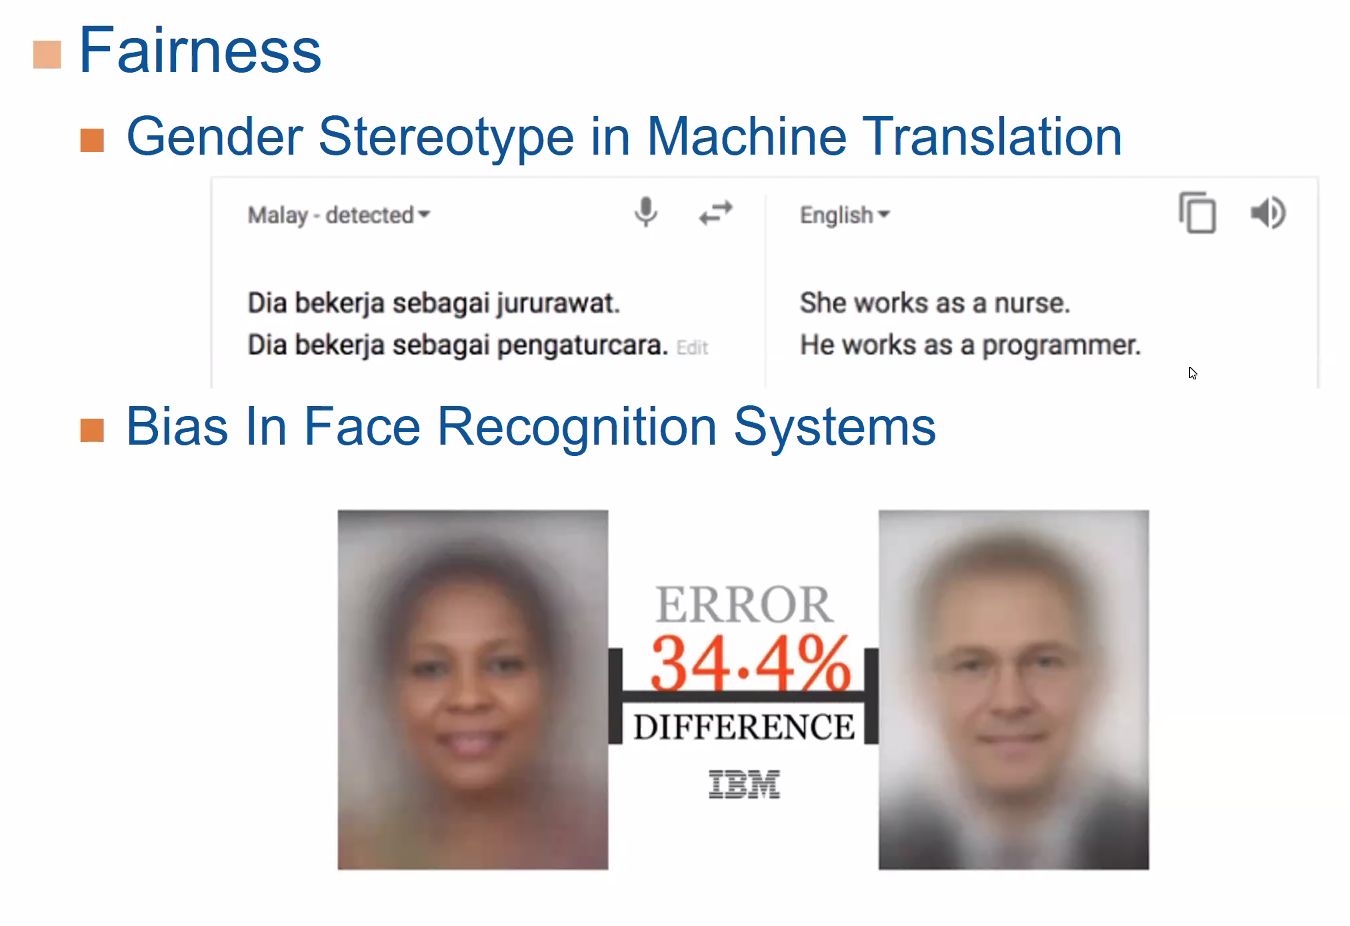 Fairness
Gender Stereotype in Machine Translation
Malay - detected
English
Dia bekerja sebagai jururawat.
Dia bekerja sebagai pengaturcara. Edit
She works as a nurse.
He works as a programmer.
Bias In Face Recognition Systems
ERROR
34.4%
DIFFERENCE
IBM